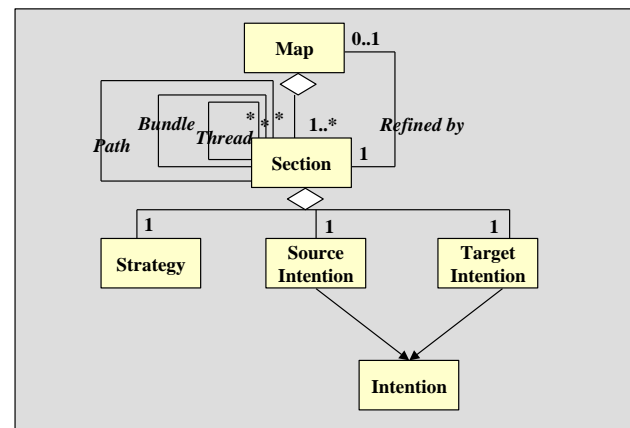 Map
0..1
Path
Bundle
Thread
*
*
*
1..*
Refined by
Section
1
1
1
1
Strategy
Source
Intention
Target
Intention
Intention